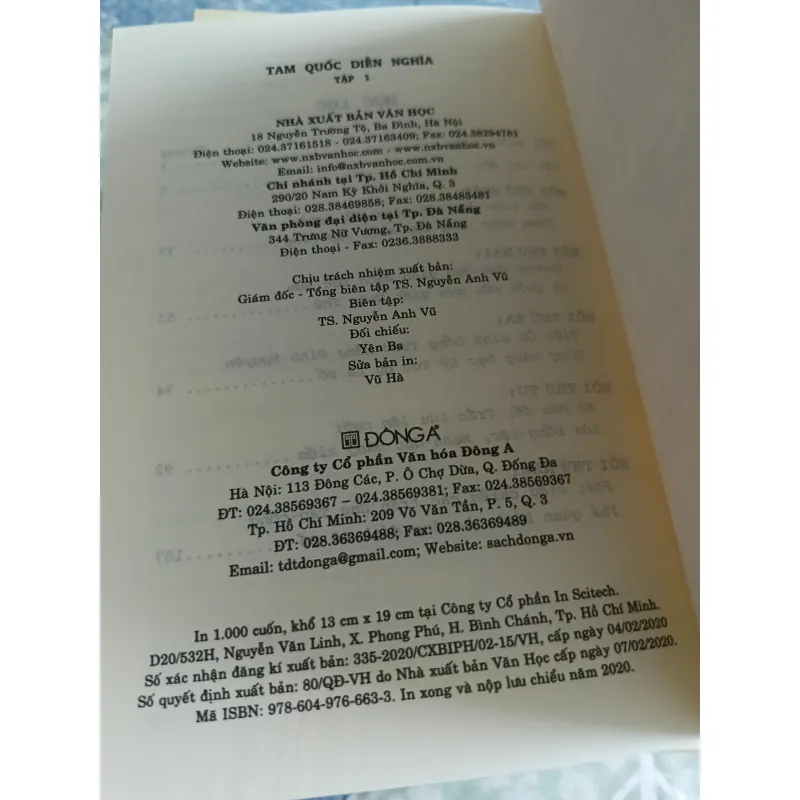 TAM QUỐC DIỄN NGHĨA
TẬP 1
NHÀ XUẤT BẢN VĂN HỌC
18 Nguyễn Trường Tộ, Ba Đình, Hà Nội
Điện thoại: 024.37161518 - 024.37163409; Fax: 024.38294781
Website: www.nxbvanhoc.com - www.nxbvanhoc.vn
Email: info@nxbvanhoc.com.vn
Chi nhánh tại Tp. Hồ Chí Minh
290/20 Nam Kỳ Khởi Nghĩa, Q. 3
Điện thoại: 028.38469858; Fax: 028.38483481
Văn phòng đại diện tại Tp. Đà Nẵng
344 Trưng Nữ Vương, Tp. Đà Nẵng
Điện thoại - Fax: 0236.3888333
Chịu trách nhiệm xuất bản:
Giám đốc - Tổng biên tập TS. Nguyễn Anh Vũ
Biên tập:
TS. Nguyễn Anh Vũ
Đối chiếu:
Yên Ba
Sửa bản in:
Vũ Hà
ĐÔNG A
Công ty Cổ phần Văn hóa Đông A
Hà Nội: 113 Đông Các, P. Ô Chợ Dừa, Q. Đống Đa
ĐT: 024.38569367 – 024.38569381; Fax: 024.38569367
Tp. Hồ Chí Minh: 209 Võ Văn Tần, P. 5, Q. 3
ĐT: 028.36369488; Fax: 028.36369489
Email: tdtdonga@gmail.com; Website: sachdonga.vn
In 1.000 cuốn, khổ 13 cm x 19 cm tại Công ty Cổ phần In Scitech.
D20/532H, Nguyễn Văn Linh, X. Phong Phú, H. Bình Chánh, Tp. Hồ Chí Minh.
Số xác nhận đăng kí xuất bản: 335-2020/CXBIPH/02-15/VH, cấp ngày 04/02/2020
Số quyết định xuất bản: 80/QĐ-VH do Nhà xuất bản Văn Học cấp ngày 07/02/2020.
Mã ISBN: 978-604-976-663-3. In xong và nộp lưu chiểu năm 2020.